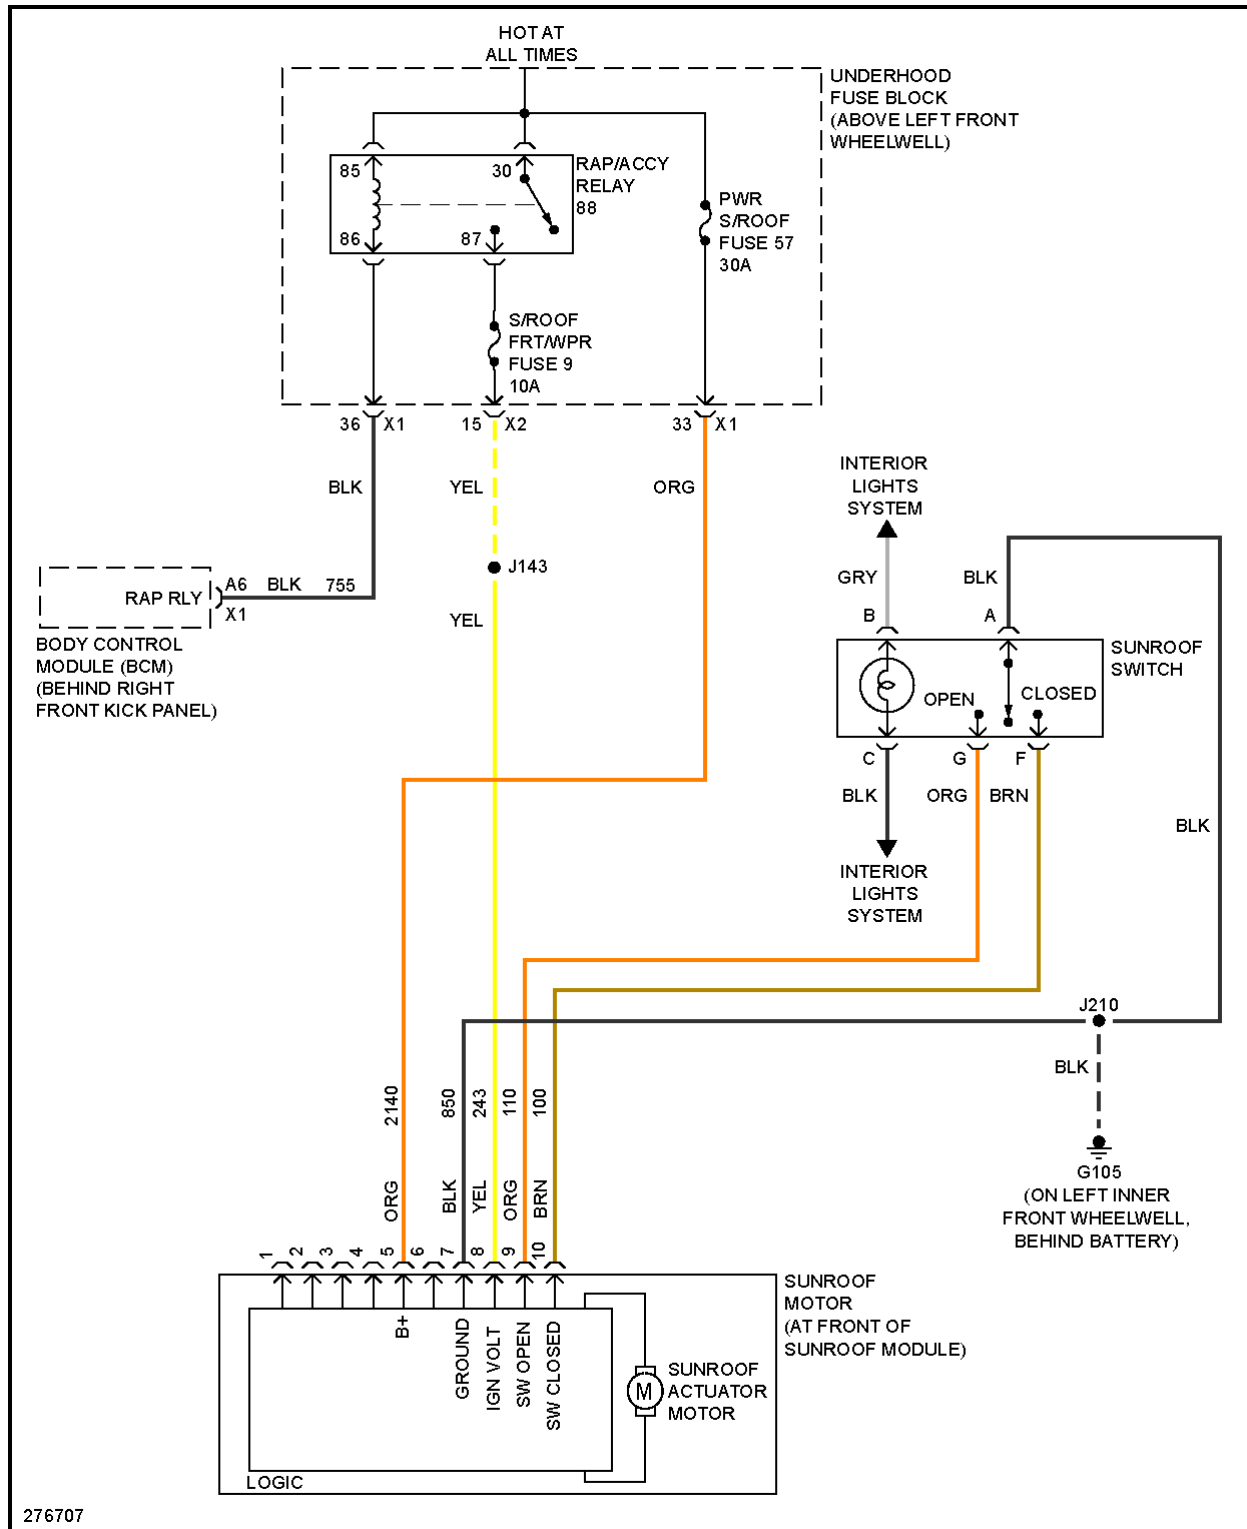 HOT AT
ALL TIMES
UNDERHOOD
FUSE BLOCK
(ABOVE LEFT FRONT
WHEELWELL)
85
30
RAP/ACCY
RELAY
88
86
87
PWR
S/ROOF
FUSE 57
30A
S/ROOF
FRT/WPR
FUSE 9
10A
36 X1
15 X2
33 X1
BLK
YEL
ORG
INTERIOR
LIGHTS
SYSTEM
J143
GRY
BLK
RAP RLY
A6 BLK 755
X1
YEL
B
A
BODY CONTROL
MODULE (BCM)
(BEHIND RIGHT
FRONT KICK PANEL)
SUNROOF
SWITCH
OPEN
CLOSED
C
G
F
BLK
ORG
BRN
BLK
INTERIOR
LIGHTS
SYSTEM
J210
BLK
G105
(ON LEFT INNER
FRONT WHEELWELL,
BEHIND BATTERY)
2140
850
243
110
100
ORG
BLK
YEL
ORG
BRN
1
2
3
4
5
6
7
8
9
10
B+
GROUND
IGN VOLT
SW OPEN
SW CLOSED
SUNROOF
MOTOR
(AT FRONT OF
SUNROOF MODULE)
M
SUNROOF
ACTUATOR
MOTOR
LOGIC
276707